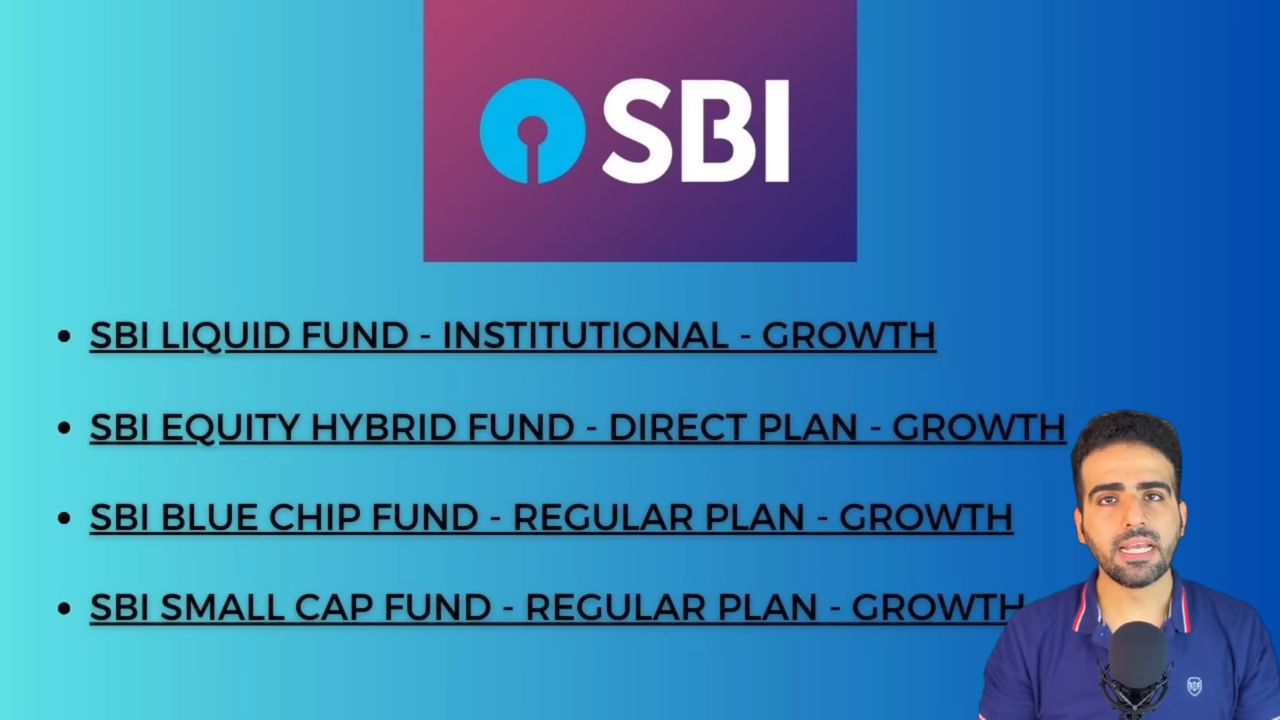 SBI
SBI LIQUID FUND - INSTITUTIONAL - GROWTH
SBI EQUITY HYBRID FUND - DIRECT PLAN - GROWTH
SBI BLUE CHIP FUND - REGULAR PLAN - GROWTH
SBI SMALL CAP FUND - REGULAR PLAN - GROWTH